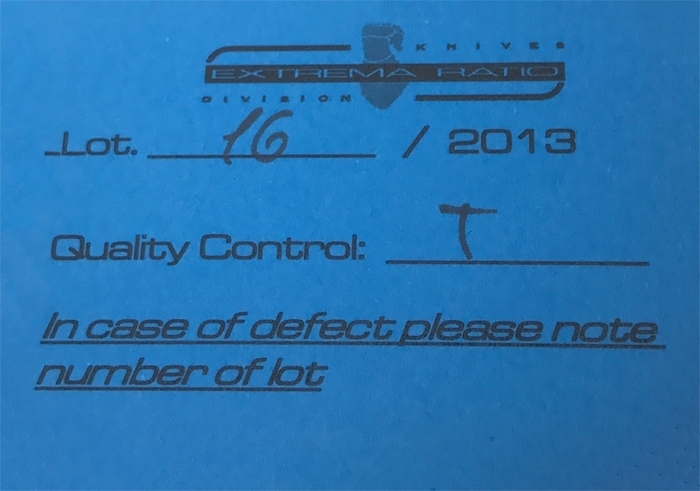 KNIVES
EXTREMA RATIO
DIVISION
Lot. 16 / 2013
Quality Control: T
In case of defect please note
number of lot